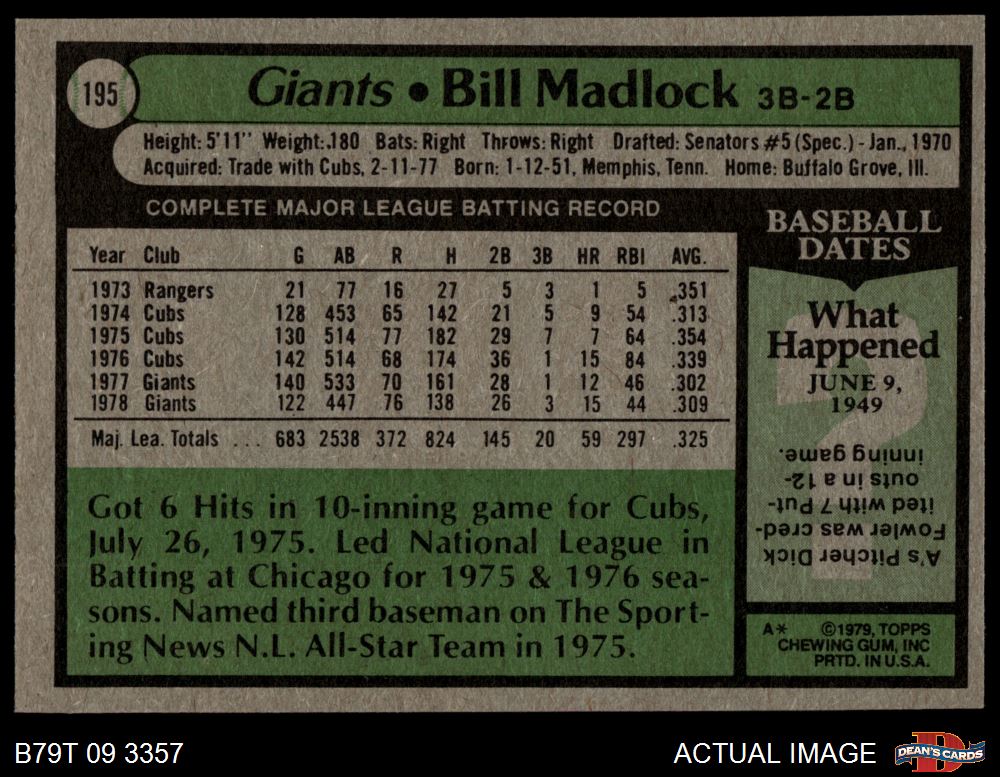 195
Giants • Bill Madlock 3B-2B
Height: 5'11" Weight:.180 Bats: Right Throws: Right Drafted: Senators #5 (Spec.) - Jan., 1970
Acquired: Trade with Cubs, 2-11-77 Born: 1-12-51, Memphis, Tenn. Home: Buffalo Grove, Ill.
COMPLETE MAJOR LEAGUE BATTING RECORD
Year Club G AB R H 2B 3B HR RBI AVG.
1973 Rangers 21 77 16 27 5 3 1 5 .351
1974 Cubs 128 453 65 142 21 5 9 54 .313
1975 Cubs 130 514 77 182 29 7 7 64 .354
1976 Cubs 142 514 68 174 36 1 15 84 .339
1977 Giants 140 533 70 161 28 1 12 46 .302
1978 Giants 122 447 76 138 26 3 15 44 .309
Maj. Lea. Totals ... 683 2538 372 824 145 20 59 297 .325
Got 6 Hits in 10-inning game for Cubs,
July 26, 1975. Led National League in
Batting at Chicago for 1975 & 1976 sea-
sons. Named third baseman on The Sport-
ing News N.L. All-Star Team in 1975.
BASEBALL
DATES
What
Happened
JUNE 9,
1949
A's Pitcher Dick
Fowler was cred-
ited with 7 Put-
outs in a 12-
inning game.
A* ©1979, TOPPS
CHEWING GUM, INC
PRTD. IN U.S.A.
B79T 09 3357
ACTUAL IMAGE
DEAN'S CARDS